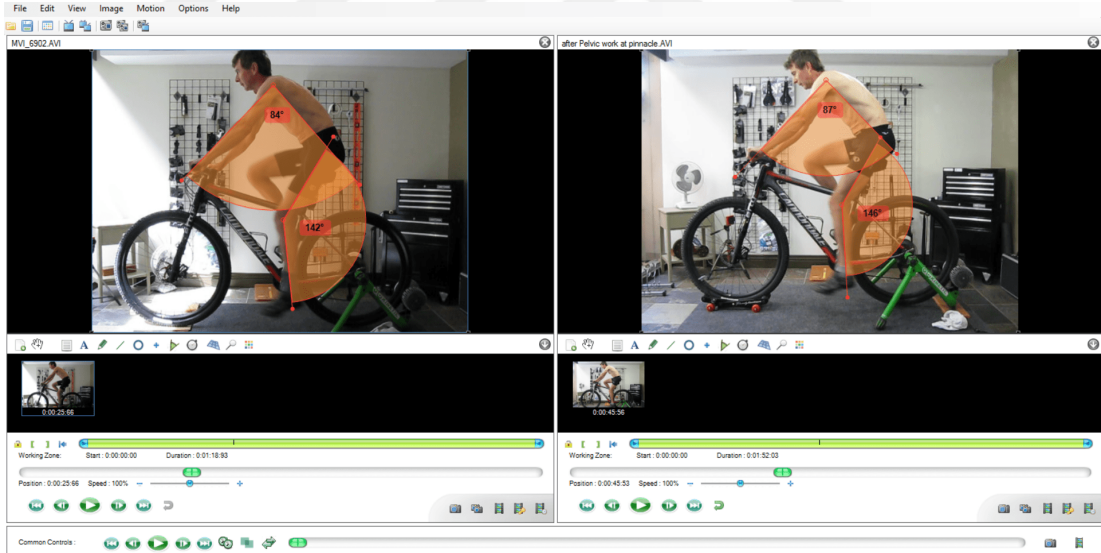 File Edit View Image Motion Options Help
MVI_6902.AVI
after Pelvic work at pinnacle.AVI
84°
142°
87°
146°
0:00:25:66
0:00:45:56
Working Zone: Start : 0:00:00:00 Duration : 0:01:18:93
Working Zone: Start : 0:00:00:00 Duration : 0:01:52:03
Position : 0:00:25:66 Speed : 100%
Position : 0:00:45:53 Speed : 100%
Common Controls :